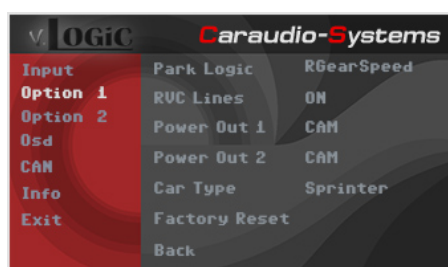 v.LOGiC
Caraudio-Systems
Input
Option 1
Option 2
Osd
CAN
Info
Exit
Park Logic RGearSpeed
RVC Lines ON
Power Out 1 CAM
Power Out 2 CAM
Car Type Sprinter
Factory Reset
Back